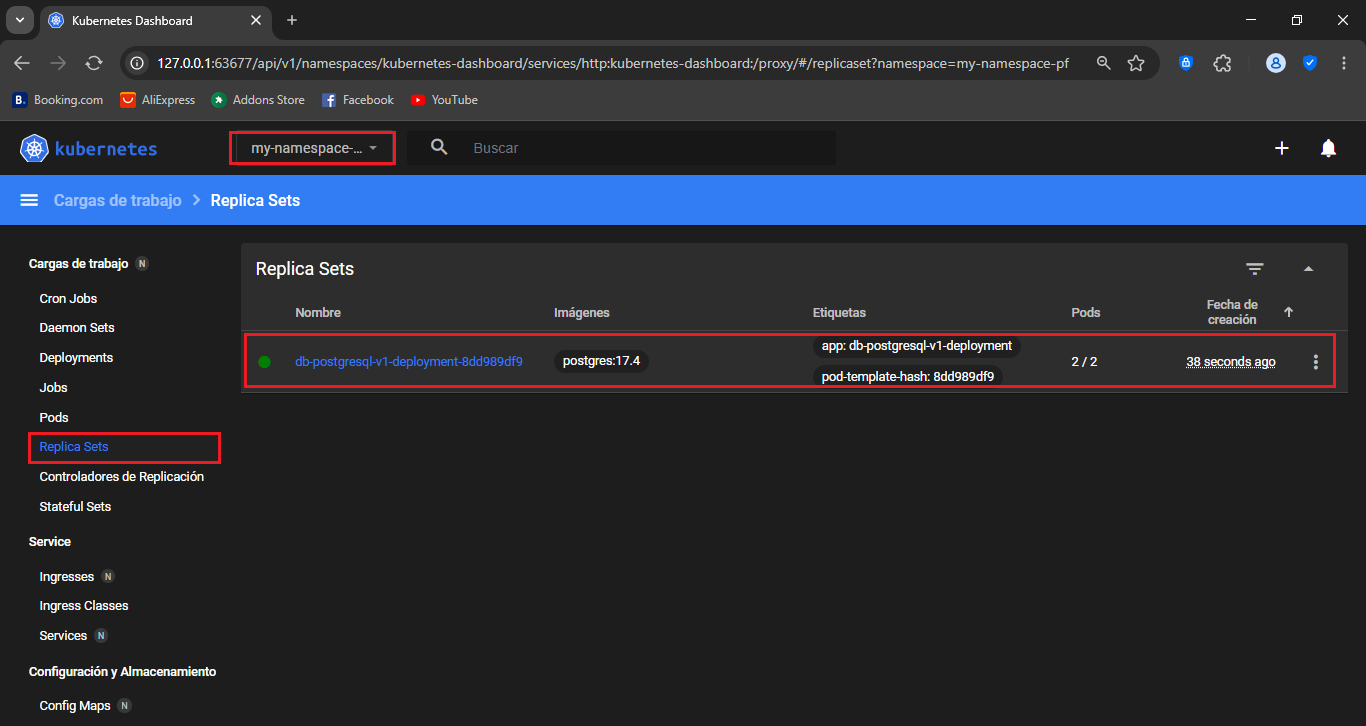 Kubernetes Dashboard
127.0.0.1:63677/api/v1/namespaces/kubernetes-dashboard/services/http:kubernetes-dashboard:/proxy/#/replicaset?namespace=my-namespace-pf
B. Booking.com AliExpress Addons Store Facebook YouTube
kubernetes my-namespace-... Buscar
Cargas de trabajo > Replica Sets
Cargas de trabajo N
Cron Jobs
Daemon Sets
Deployments
Jobs
Pods
Replica Sets
Controladores de Replicación
Stateful Sets
Service
Ingresses N
Ingress Classes
Services N
Configuración y Almacenamiento
Config Maps N
Replica Sets
Nombre Imágenes Etiquetas Pods Fecha de
creación
db-postgresql-v1-deployment-8dd989df9 postgres:17.4 app: db-postgresql-v1-deployment
pod-template-hash: 8dd989df9
2 / 2 38 seconds ago